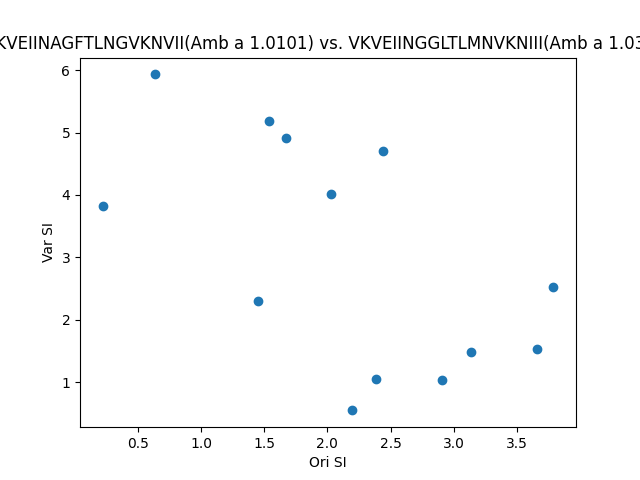 KVEIINAGFTLNGVKNVII(Amb a 1.0101) vs. VKVEIINGGLTLMNVKNIII(Amb a 1.03
6
5
4
3
2
1
Var SI
0.5 1.0 1.5 2.0 2.5 3.0 3.5
Ori SI